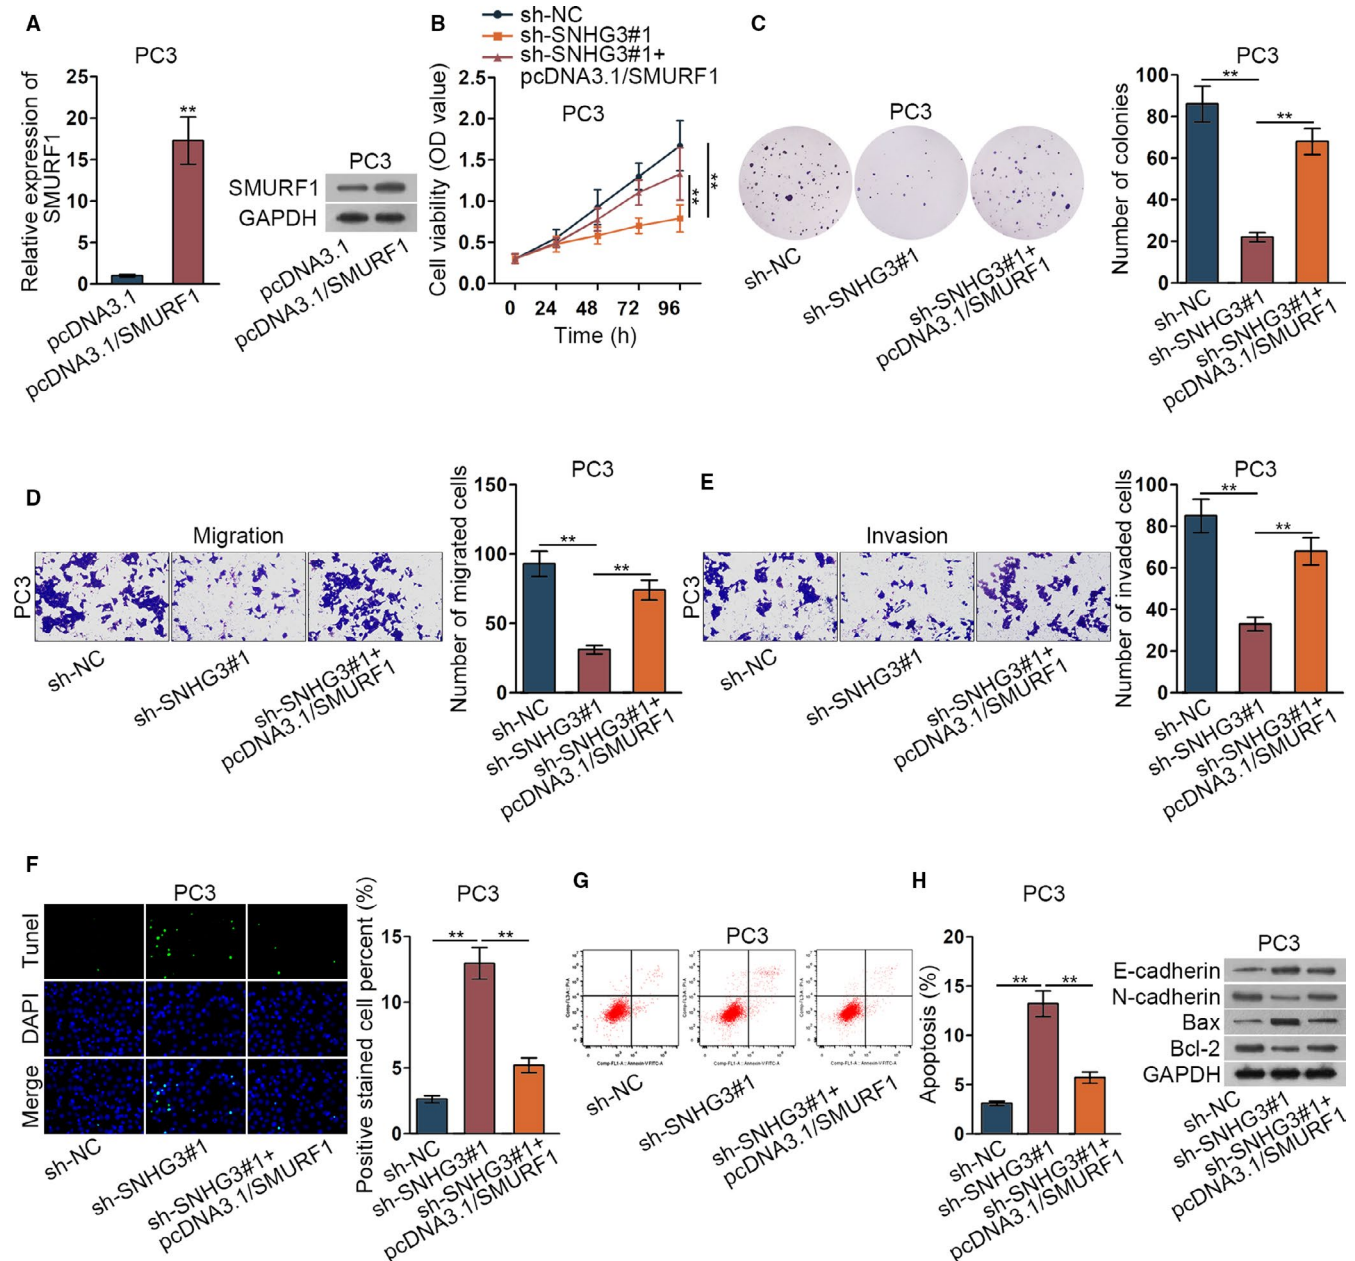 A
PC3
Relative expression of
SMURF1
25
20
15
10
5
0
**
pcDNA3.1
pcDNA3.1/SMURF1
PC3
SMURF1
GAPDH
pcDNA3.1
pcDNA3.1/SMURF1
B
sh-NC
sh-SNHG3#1
sh-SNHG3#1+
pcDNA3.1/SMURF1
PC3
Cell viability (OD value)
2.5
2.0
1.5
1.0
0.5
0.0
**
**
0 24 48 72 96
Time (h)
C
PC3
sh-NC
sh-SNHG3#1
sh-SNHG3#1+
pcDNA3.1/SMURF1
PC3
Number of colonies
100
80
60
40
20
0
**
**
sh-NC
sh-SNHG3#1
sh-SNHG3#1+
pcDNA3.1/SMURF1
D
Migration
PC3
sh-NC
sh-SNHG3#1
sh-SNHG3#1+
pcDNA3.1/SMURF1
PC3
Number of migrated cells
150
100
50
0
**
**
sh-NC
sh-SNHG3#1
sh-SNHG3#1+
pcDNA3.1/SMURF1
E
Invasion
PC3
sh-NC
sh-SNHG3#1
sh-SNHG3#1+
pcDNA3.1/SMURF1
PC3
Number of invaded cells
100
80
60
40
20
0
**
**
sh-NC
sh-SNHG3#1
sh-SNHG3#1+
pcDNA3.1/SMURF1
F
PC3
Tunel
DAPI
Merge
sh-NC
sh-SNHG3#1
sh-SNHG3#1+
pcDNA3.1/SMURF1
PC3
Positive stained cell percent (%)
15
10
5
0
**
**
sh-NC
sh-SNHG3#1
sh-SNHG3#1+
pcDNA3.1/SMURF1
G
PC3
Comp-FL1-A :: Annexin-V FITC-A
Comp-FL1-A :: Annexin-V FITC-A
Comp-FL1-A :: Annexin-V FITC-A
sh-NC
sh-SNHG3#1
sh-SNHG3#1+
pcDNA3.1/SMURF1
H
PC3
Apoptosis (%)
20
15
10
5
0
**
**
sh-NC
sh-SNHG3#1
sh-SNHG3#1+
pcDNA3.1/SMURF1
PC3
E-cadherin
N-cadherin
Bax
Bcl-2
GAPDH
sh-NC
sh-SNHG3#1
sh-SNHG3#1+
pcDNA3.1/SMURF1